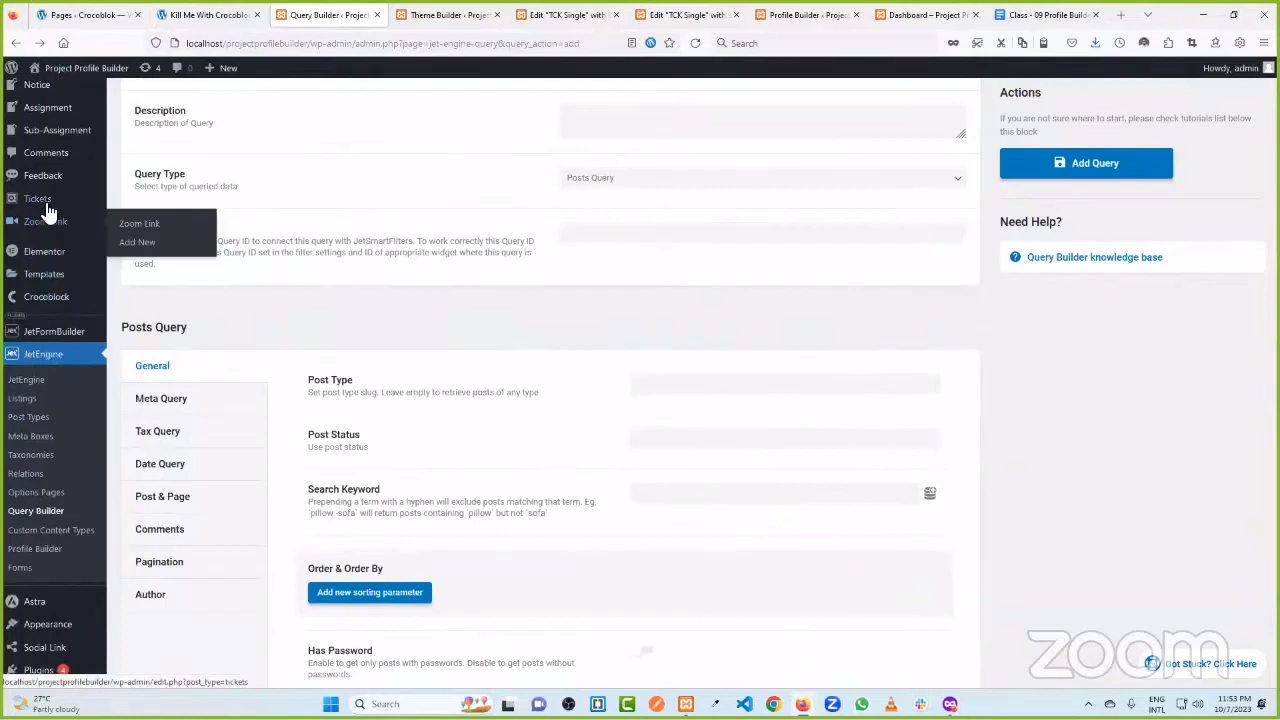 Pages ‹ Crocoblock ‹ V
Kill Me With Crocoblo
Query Builder ‹ Project
Theme Builder ‹ Projec
Edit "TCK Single" with E
Edit "TCK Single" with E
Profile Builder ‹ Projec
Dashboard ‹ Project P
Class - 09 Profile Builde
localhost/projectprofilebuilder/wp-admin/admin.php?page=jet-engine-query&query_action=add
Search
Project Profile Builder
4
0
New
Howdy, admin
Notice
Assignment
Sub-Assignment
Comments
Feedback
Tickets
Zoom Link
Zoom Link
Add New
Elementor
Templates
Crocoblock
PLUGINS
JetFormBuilder
JetEngine
JetEngine
Listings
Post Types
Meta Boxes
Taxonomies
Relations
Options Pages
Query Builder
Custom Content Types
Profile Builder
Forms
Astra
Appearance
Social Link
Plugins 4
Description
Description of Query
Query Type
Select type of queried data
Posts Query
Query ID to connect this query with JetSmartFilters. To work correctly this Query ID
s Query ID set in the filter settings and ID of appropriate widget where this query is
used.
Posts Query
General
Meta Query
Tax Query
Date Query
Post & Page
Comments
Pagination
Author
Post Type
Set post type slug. Leave empty to retrieve posts of any type
Post Status
Use post status
Search Keyword
Prepending a term with a hyphen will exclude posts matching that term. Eg,
`pillow -sofa` will return posts containing `pillow` but not `sofa`
Order & Order By
Add new sorting parameter
Has Password
Enable to get only posts with passwords. Disable to get posts without
passwords.
Actions
If you are not sure where to start, please check tutorials list below
this block
Add Query
Need Help?
Query Builder knowledge base
zoom
Got Stuck? Click Here
localhost/projectprofilebuilder/wp-admin/edit.php?post_type=tickets
27°C
Partly cloudy
Search
ENG
INTL
11:53 PM
10/7/2023